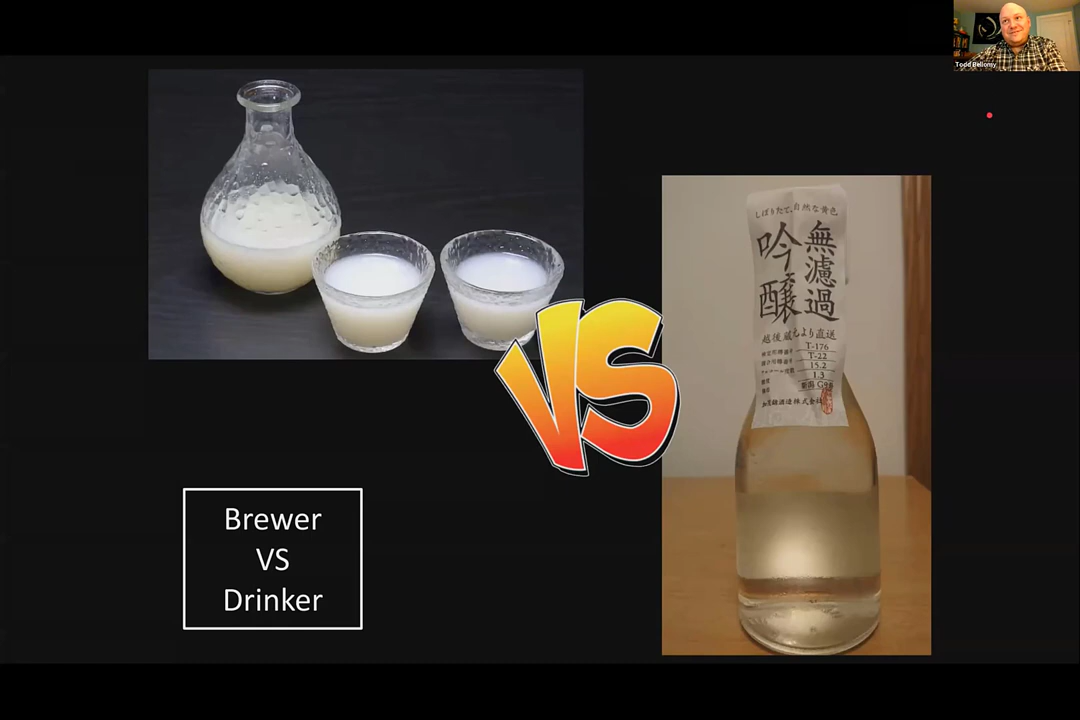 Todd Bellomy
VS
Brewer
VS
Drinker
しぼりたて、自然な黄色
無濾過
吟醸
越後蔵元より直送
T-176
T-22
15.2
1.3